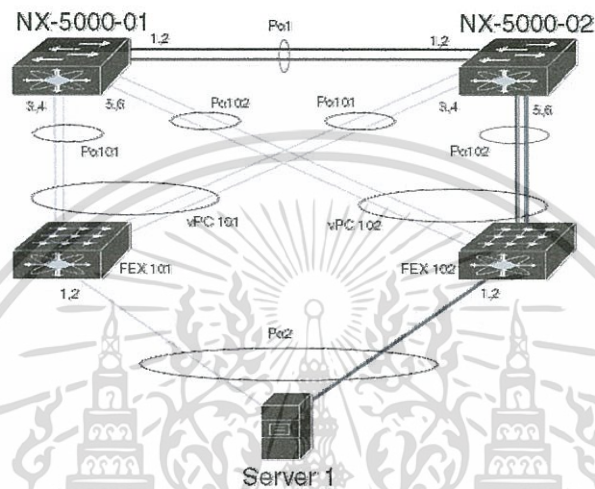 NX-5000-01
NX-5000-02
1,2
Po1
1,2
3,4
5,6
Po102
Po101
3,4
5,6
Po101
Po102
vPC 101
vPC 102
FEX 101
FEX 102
1,2
1,2
Po2
Server 1